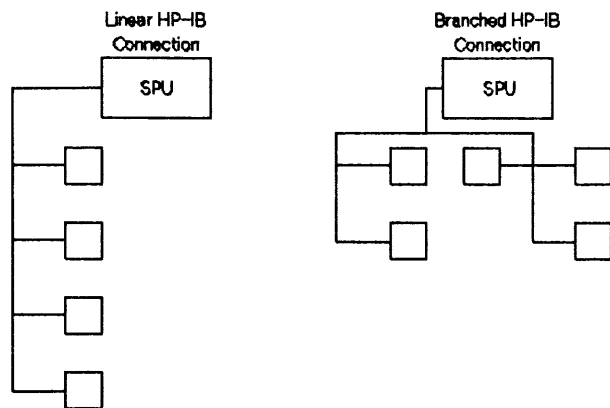 Linear HP-IB
Connection
SPU
Branched HP-IB
Connection
SPU